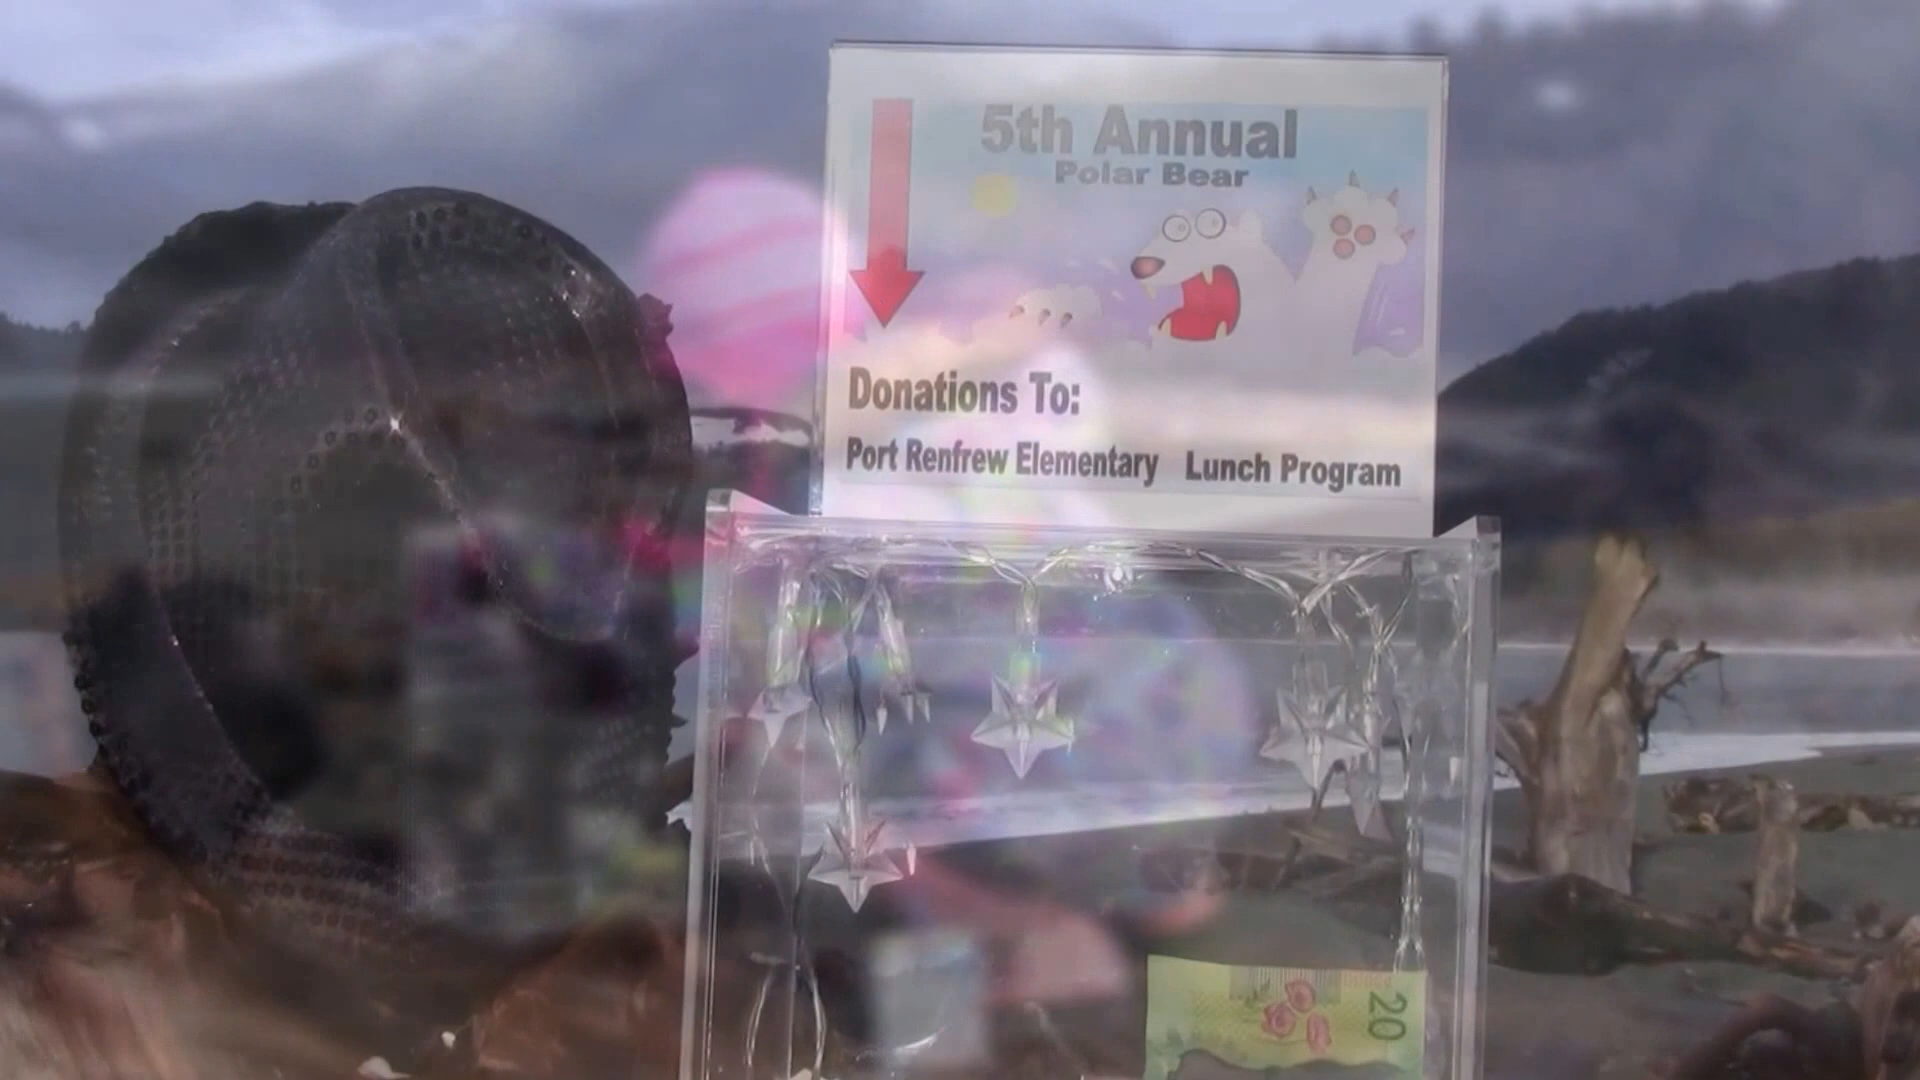 5th Annual
Polar Bear
Donations To:
Port Renfrew Elementary Lunch Program
20